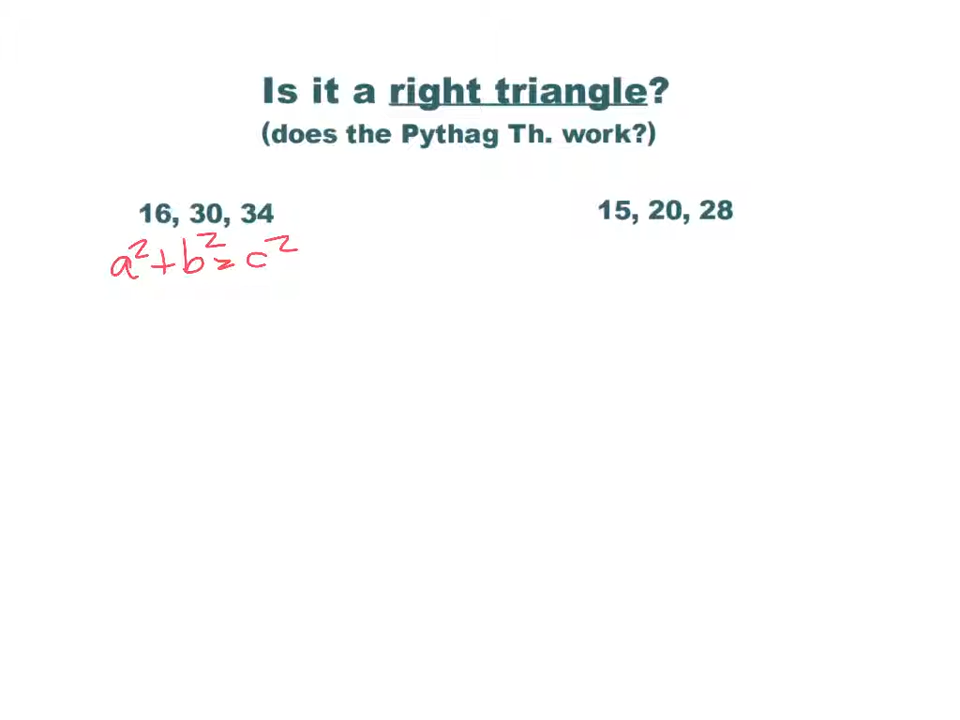 Is it a right triangle?
(does the Pythag Th. work?)
16, 30, 34
15, 20, 28
a²+b²=c²